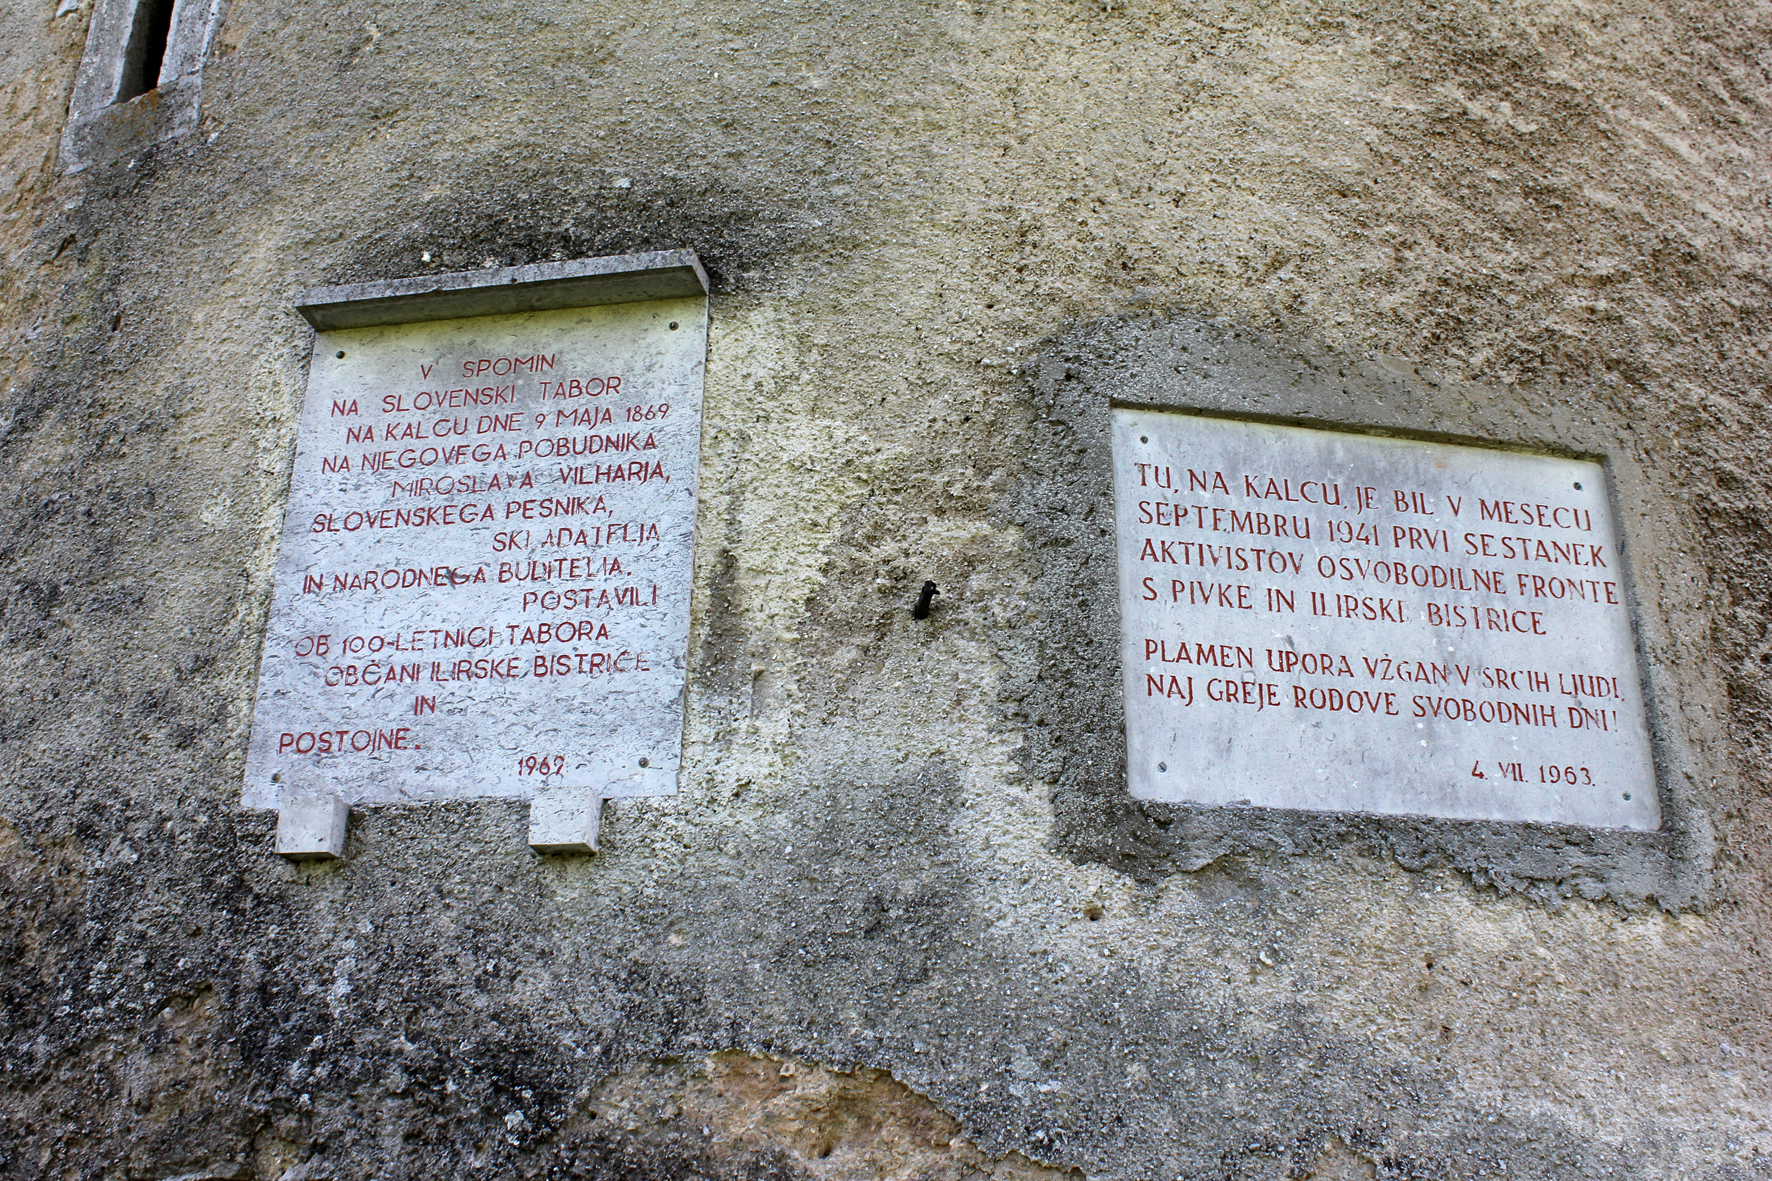 V SPOMIN
NA SLOVENSKI TABOR
NA KALCU DNE 9 MAJA 1869
NA NJEGOVEGA POBUDNIKA
MIROSLAVA VILHARJA,
SLOVENSKEGA PESNIKA,
SKLADATELJA
IN NARODNEGA BUDITELJA.
POSTAVILI
OB 100-LETNICI TABORA
OBČANI ILIRSKE BISTRICE
IN
POSTOJNE.
1969
TU, NA KALCU, JE BIL V MESECU
SEPTEMBRU 1941 PRVI SESTANEK
AKTIVISTOV OSVOBODILNE FRONTE
S PIVKE IN ILIRSKE BISTRICE
PLAMEN UPORA VŽGAN V SRCIH LJUDI,
NAJ GREJE RODOVE SVOBODNIH DNI!
4. VII. 1963.